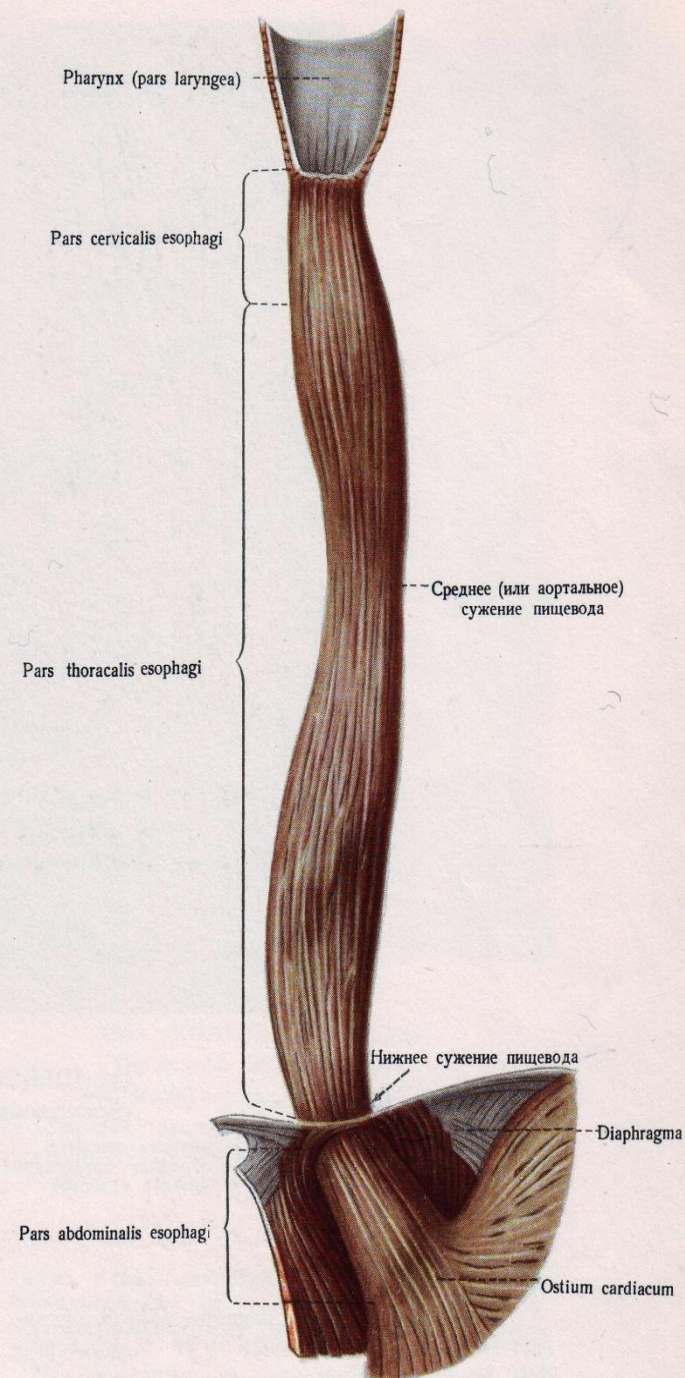 Pharynx (pars laryngea)
Pars cervicalis esophagi
Среднее (или аортальное)
сужение пищевода
Pars thoracalis esophagi
Нижнее сужение пищевода
Diaphragma
Pars abdominalis esophagi
Ostium cardiacum